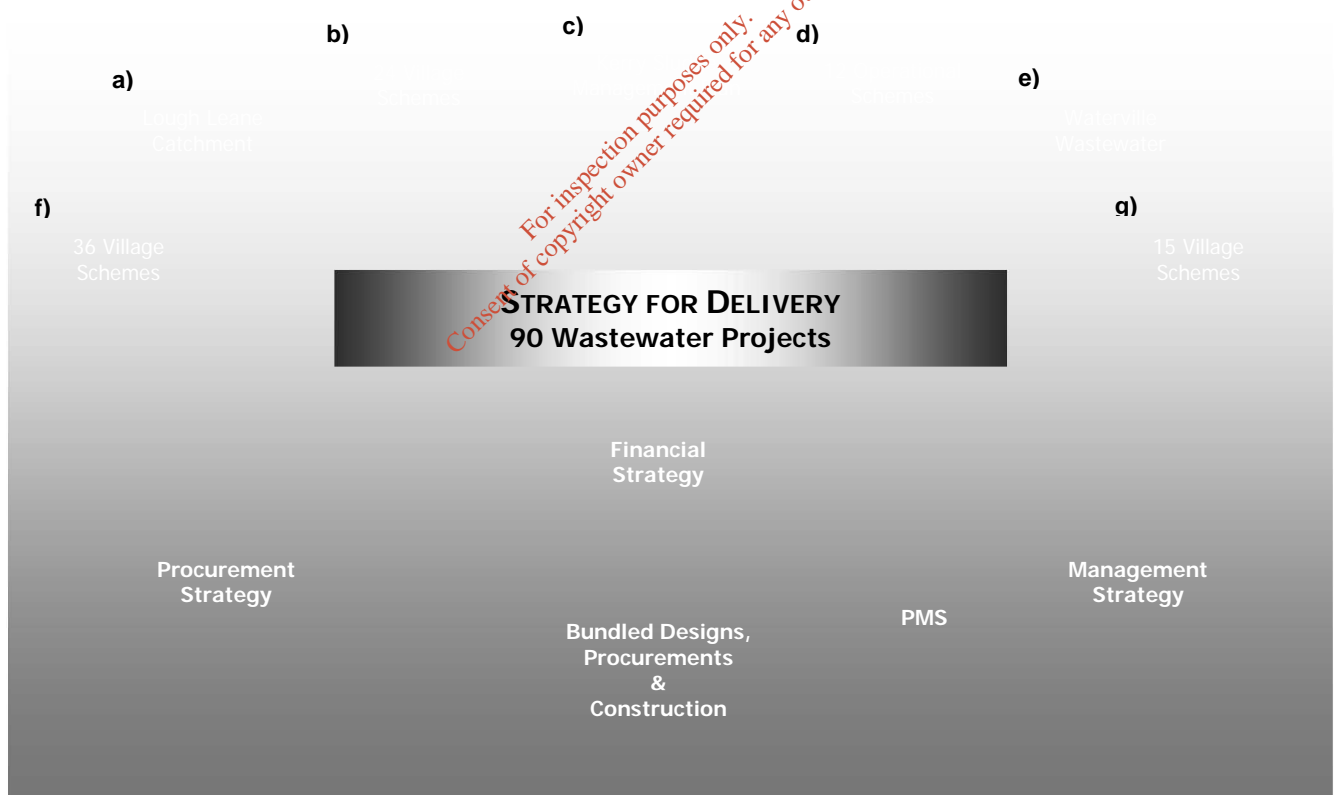 b)
c)
d)
a)
e)
Schemes
Schemes
Lough Leane
Catchment
Waterville
Wastewater
f)
g)
36 Village
Schemes
15 Village
Schemes
For inspection purposes only.
Consent of copyright owner required for any
STRATEGY FOR DELIVERY
90 Wastewater Projects
Financial
Strategy
Procurement
Strategy
Management
Strategy
PMS
Bundled Designs,
Procurements
&
Construction